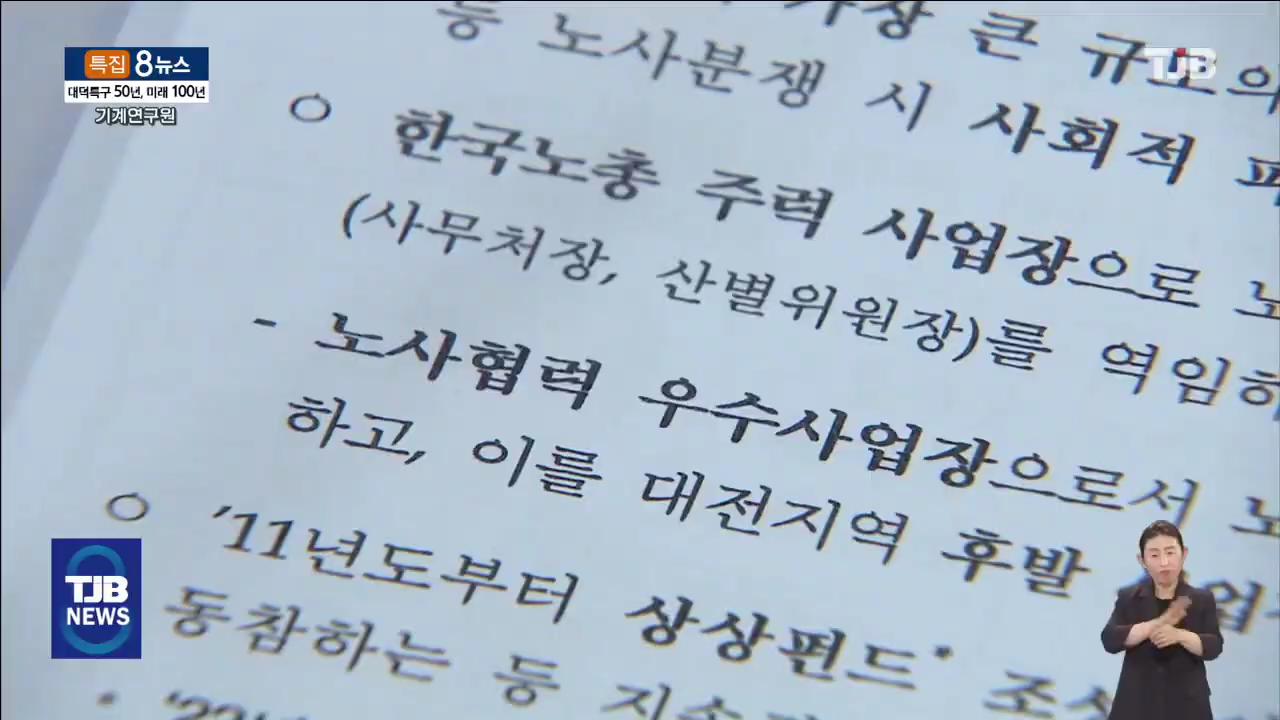 특집 8뉴스
대덕특구 50년, 미래 100년
기계연구원
TJB
큰 규모의
등 노사분쟁 시 사회적
○ 한국노총 주력 사업장으로
(사무처장, 산별위원장)를 역임하
- 노사협력 우수사업장으로서
하고, 이를 대전지역 후발
○ '11년도부터 상상펀드*
동참하는 등
TJB
NEWS